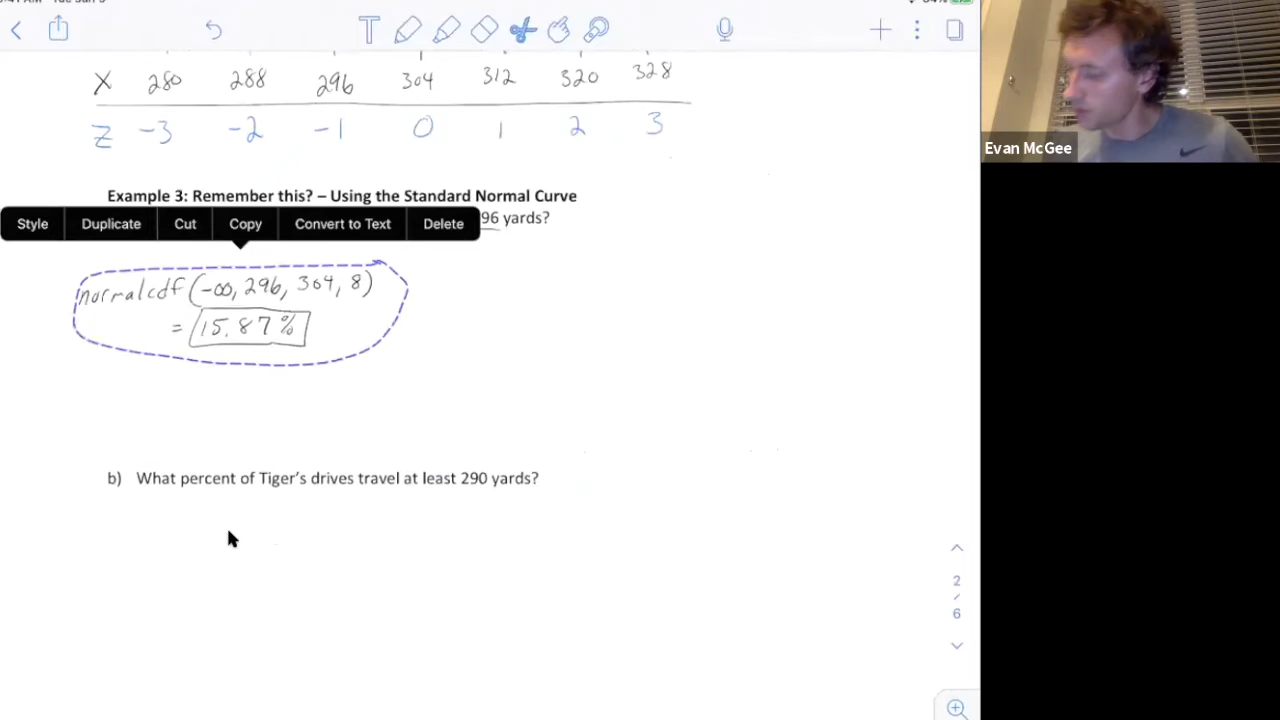 84%
X 280 288 296 304 312 320 328
Z -3 -2 -1 0 1 2 3
Example 3: Remember this? – Using the Standard Normal Curve
96 yards?
Style Duplicate Cut Copy Convert to Text Delete
normalcdf(-∞, 296, 304, 8)
= 15.87%
b) What percent of Tiger's drives travel at least 290 yards?
2
/
6
Evan McGee